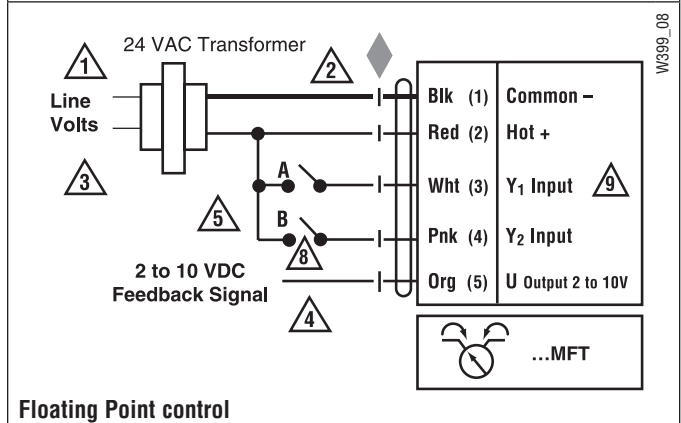 W399_08
24 VAC Transformer
1
2
Line
Volts
3
Blk (1) Common –
Red (2) Hot +
A
Wht (3) Y₁ Input 9
5
B
8
Pnk (4) Y₂ Input
2 to 10 VDC
Feedback Signal
Org (5) U Output 2 to 10V
4
...MFT
Floating Point control